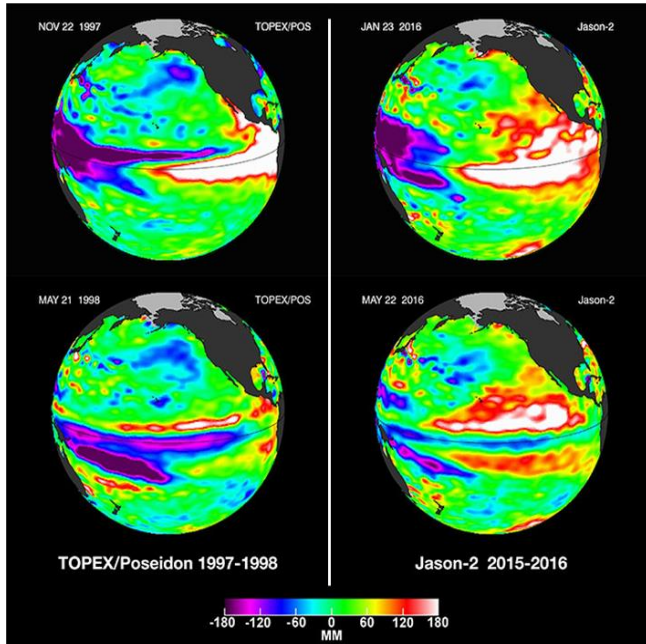 NOV 22 1997 TOPEX/POS
JAN 23 2016 Jason-2
MAY 21 1998 TOPEX/POS
MAY 22 2016 Jason-2
TOPEX/Poseidon 1997-1998
Jason-2 2015-2016
-180 -120 -60 0 60 120 180
MM